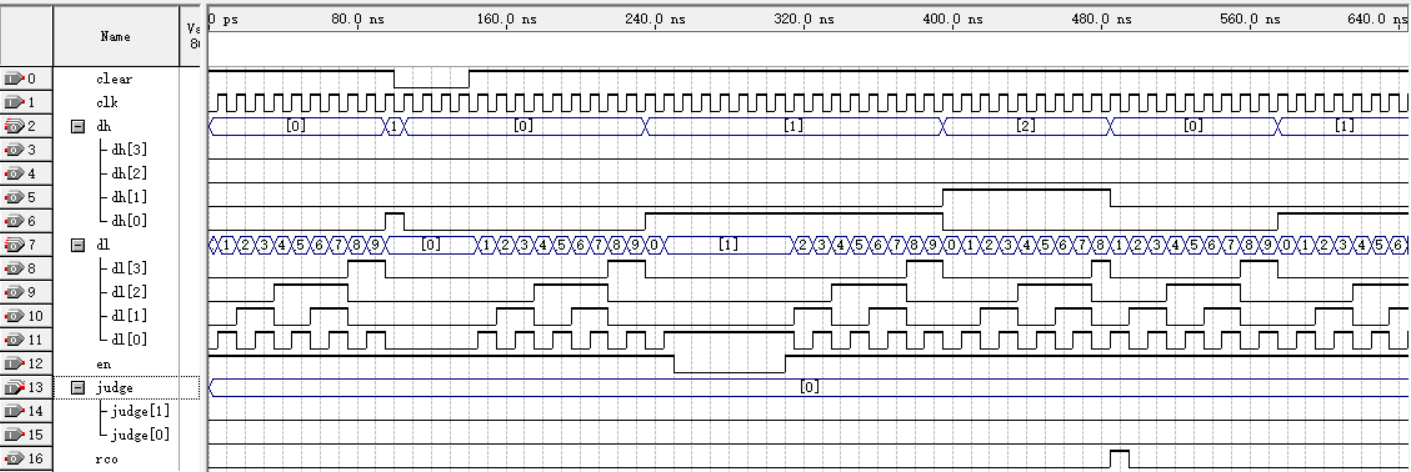 0 ps 80.0 ns 160.0 ns 240.0 ns 320.0 ns 400.0 ns 480.0 ns 560.0 ns 640.0 ns
Name
0 clear
1 clk
2 dh [0] 1 [0] [1] [2] [0] [1]
3 dh[3]
4 dh[2]
5 dh[1]
6 dh[0]
7 dl 1 2 3 4 5 6 7 8 9 [0] 1 2 3 4 5 6 7 8 9 0 [1] 2 3 4 5 6 7 8 9 0 1 2 3 4 5 6 7 8 1 2 3 4 5 6 7 8 9 0 1 2 3 4 5 6
8 dl[3]
9 dl[2]
10 dl[1]
11 dl[0]
12 en
13 judge [0]
14 judge[1]
15 judge[0]
16 rco